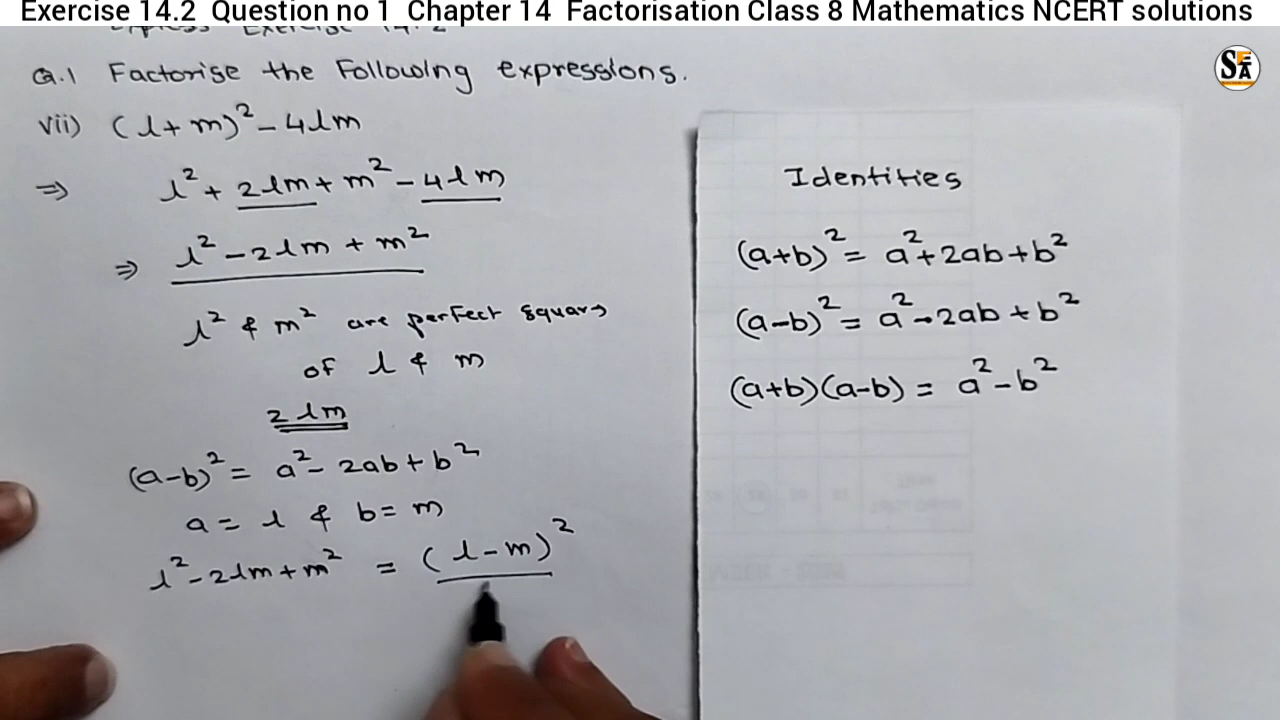 Exercise 14.2 Question no 1 Chapter 14 Factorisation Class 8 Mathematics NCERT solutions
Q.1 Factorise the Following expressions.
vii) (l+m)² - 4lm
⇒ l² + 2lm + m² - 4lm
⇒ l² - 2lm + m²
l² & m² are perfect squars
of l & m
2lm
(a-b)² = a² - 2ab + b²
a = l & b = m
l² - 2lm + m² = (l-m)²
SFEA
Identities
(a+b)² = a² + 2ab + b²
(a-b)² = a² - 2ab + b²
(a+b)(a-b) = a² - b²